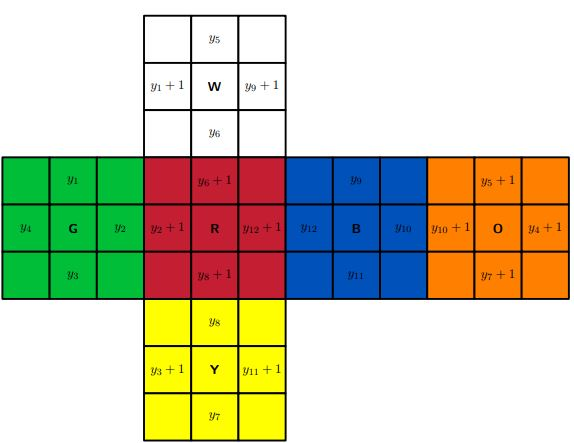 y₅
y₁ + 1 W y₉ + 1
y₆
y₁ y₆ + 1 y₉ y₅ + 1
y₄ G y₂ y₂ + 1 R y₁₂ + 1 y₁₂ B y₁₀ y₁₀ + 1 O y₄ + 1
y₃ y₈ + 1 y₁₁ y₇ + 1
y₈
y₃ + 1 Y y₁₁ + 1
y₇